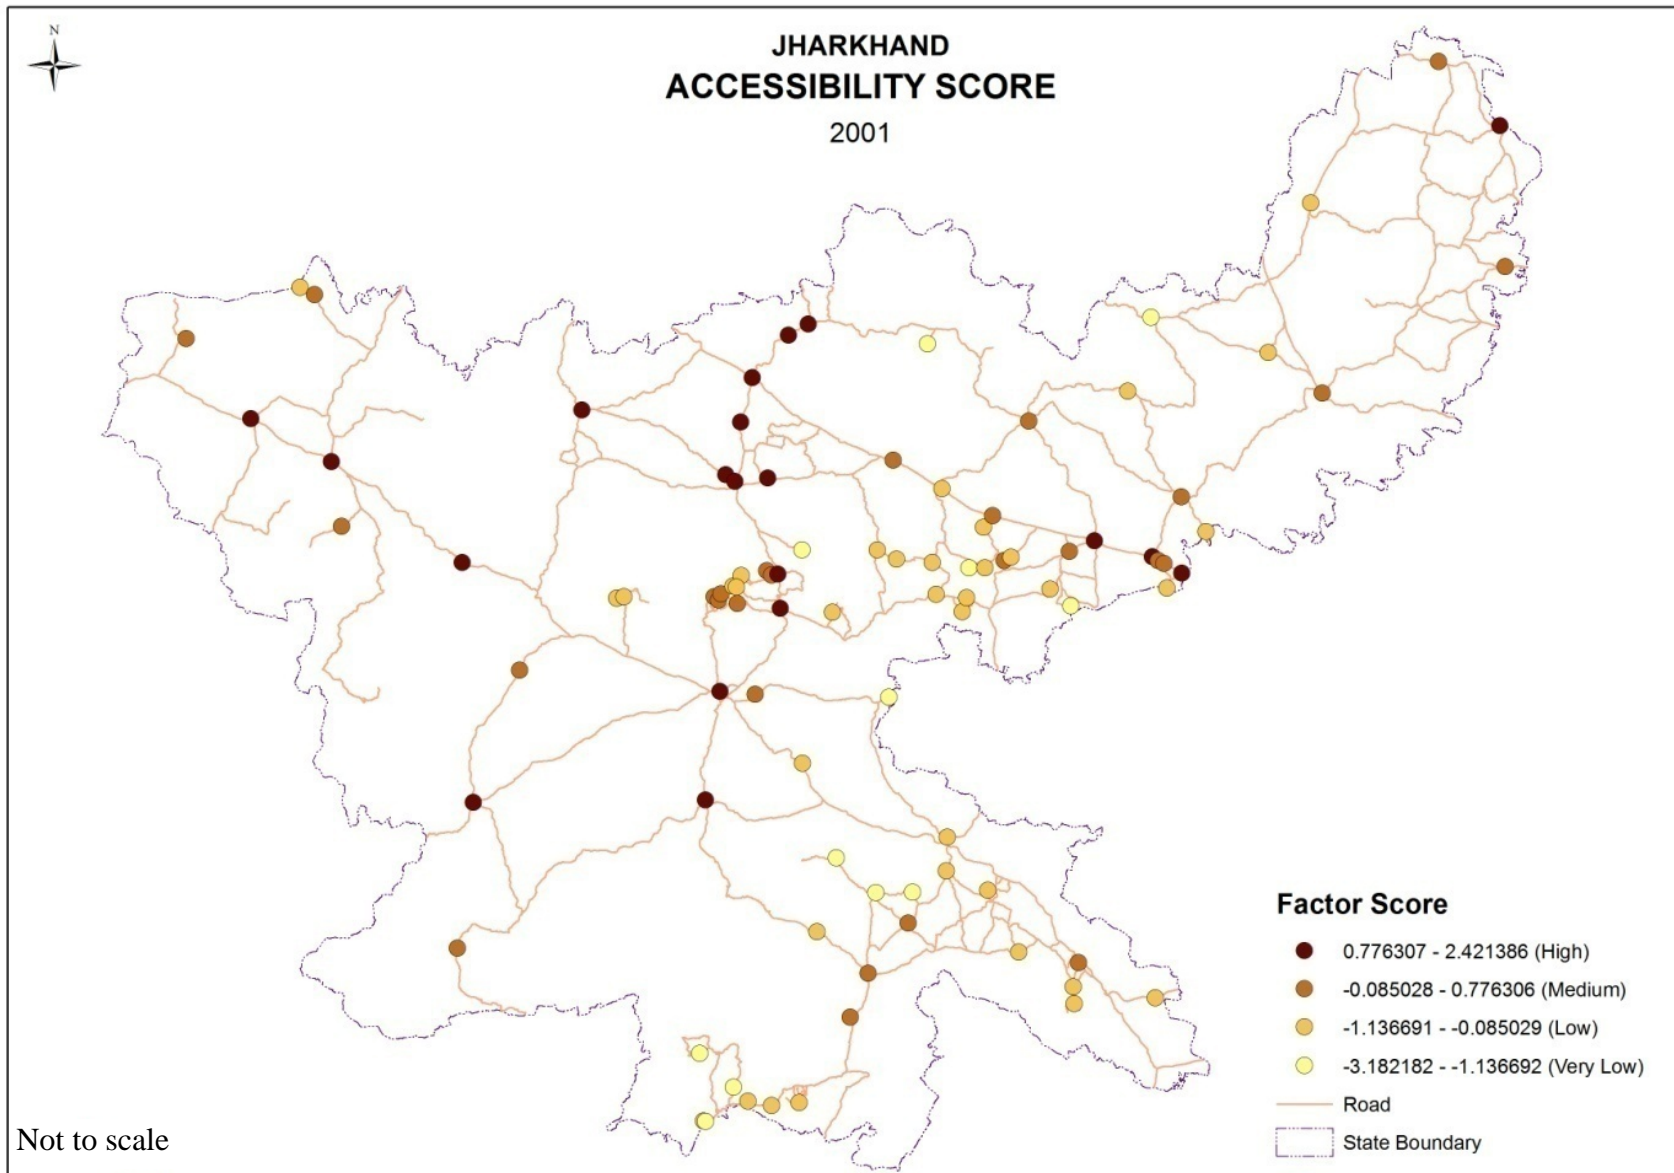 N
JHARKHAND
ACCESSIBILITY SCORE
2001
Factor Score
0.776307 - 2.421386 (High)
-0.085028 - 0.776306 (Medium)
-1.136691 - -0.085029 (Low)
-3.182182 - -1.136692 (Very Low)
Road
State Boundary
Not to scale